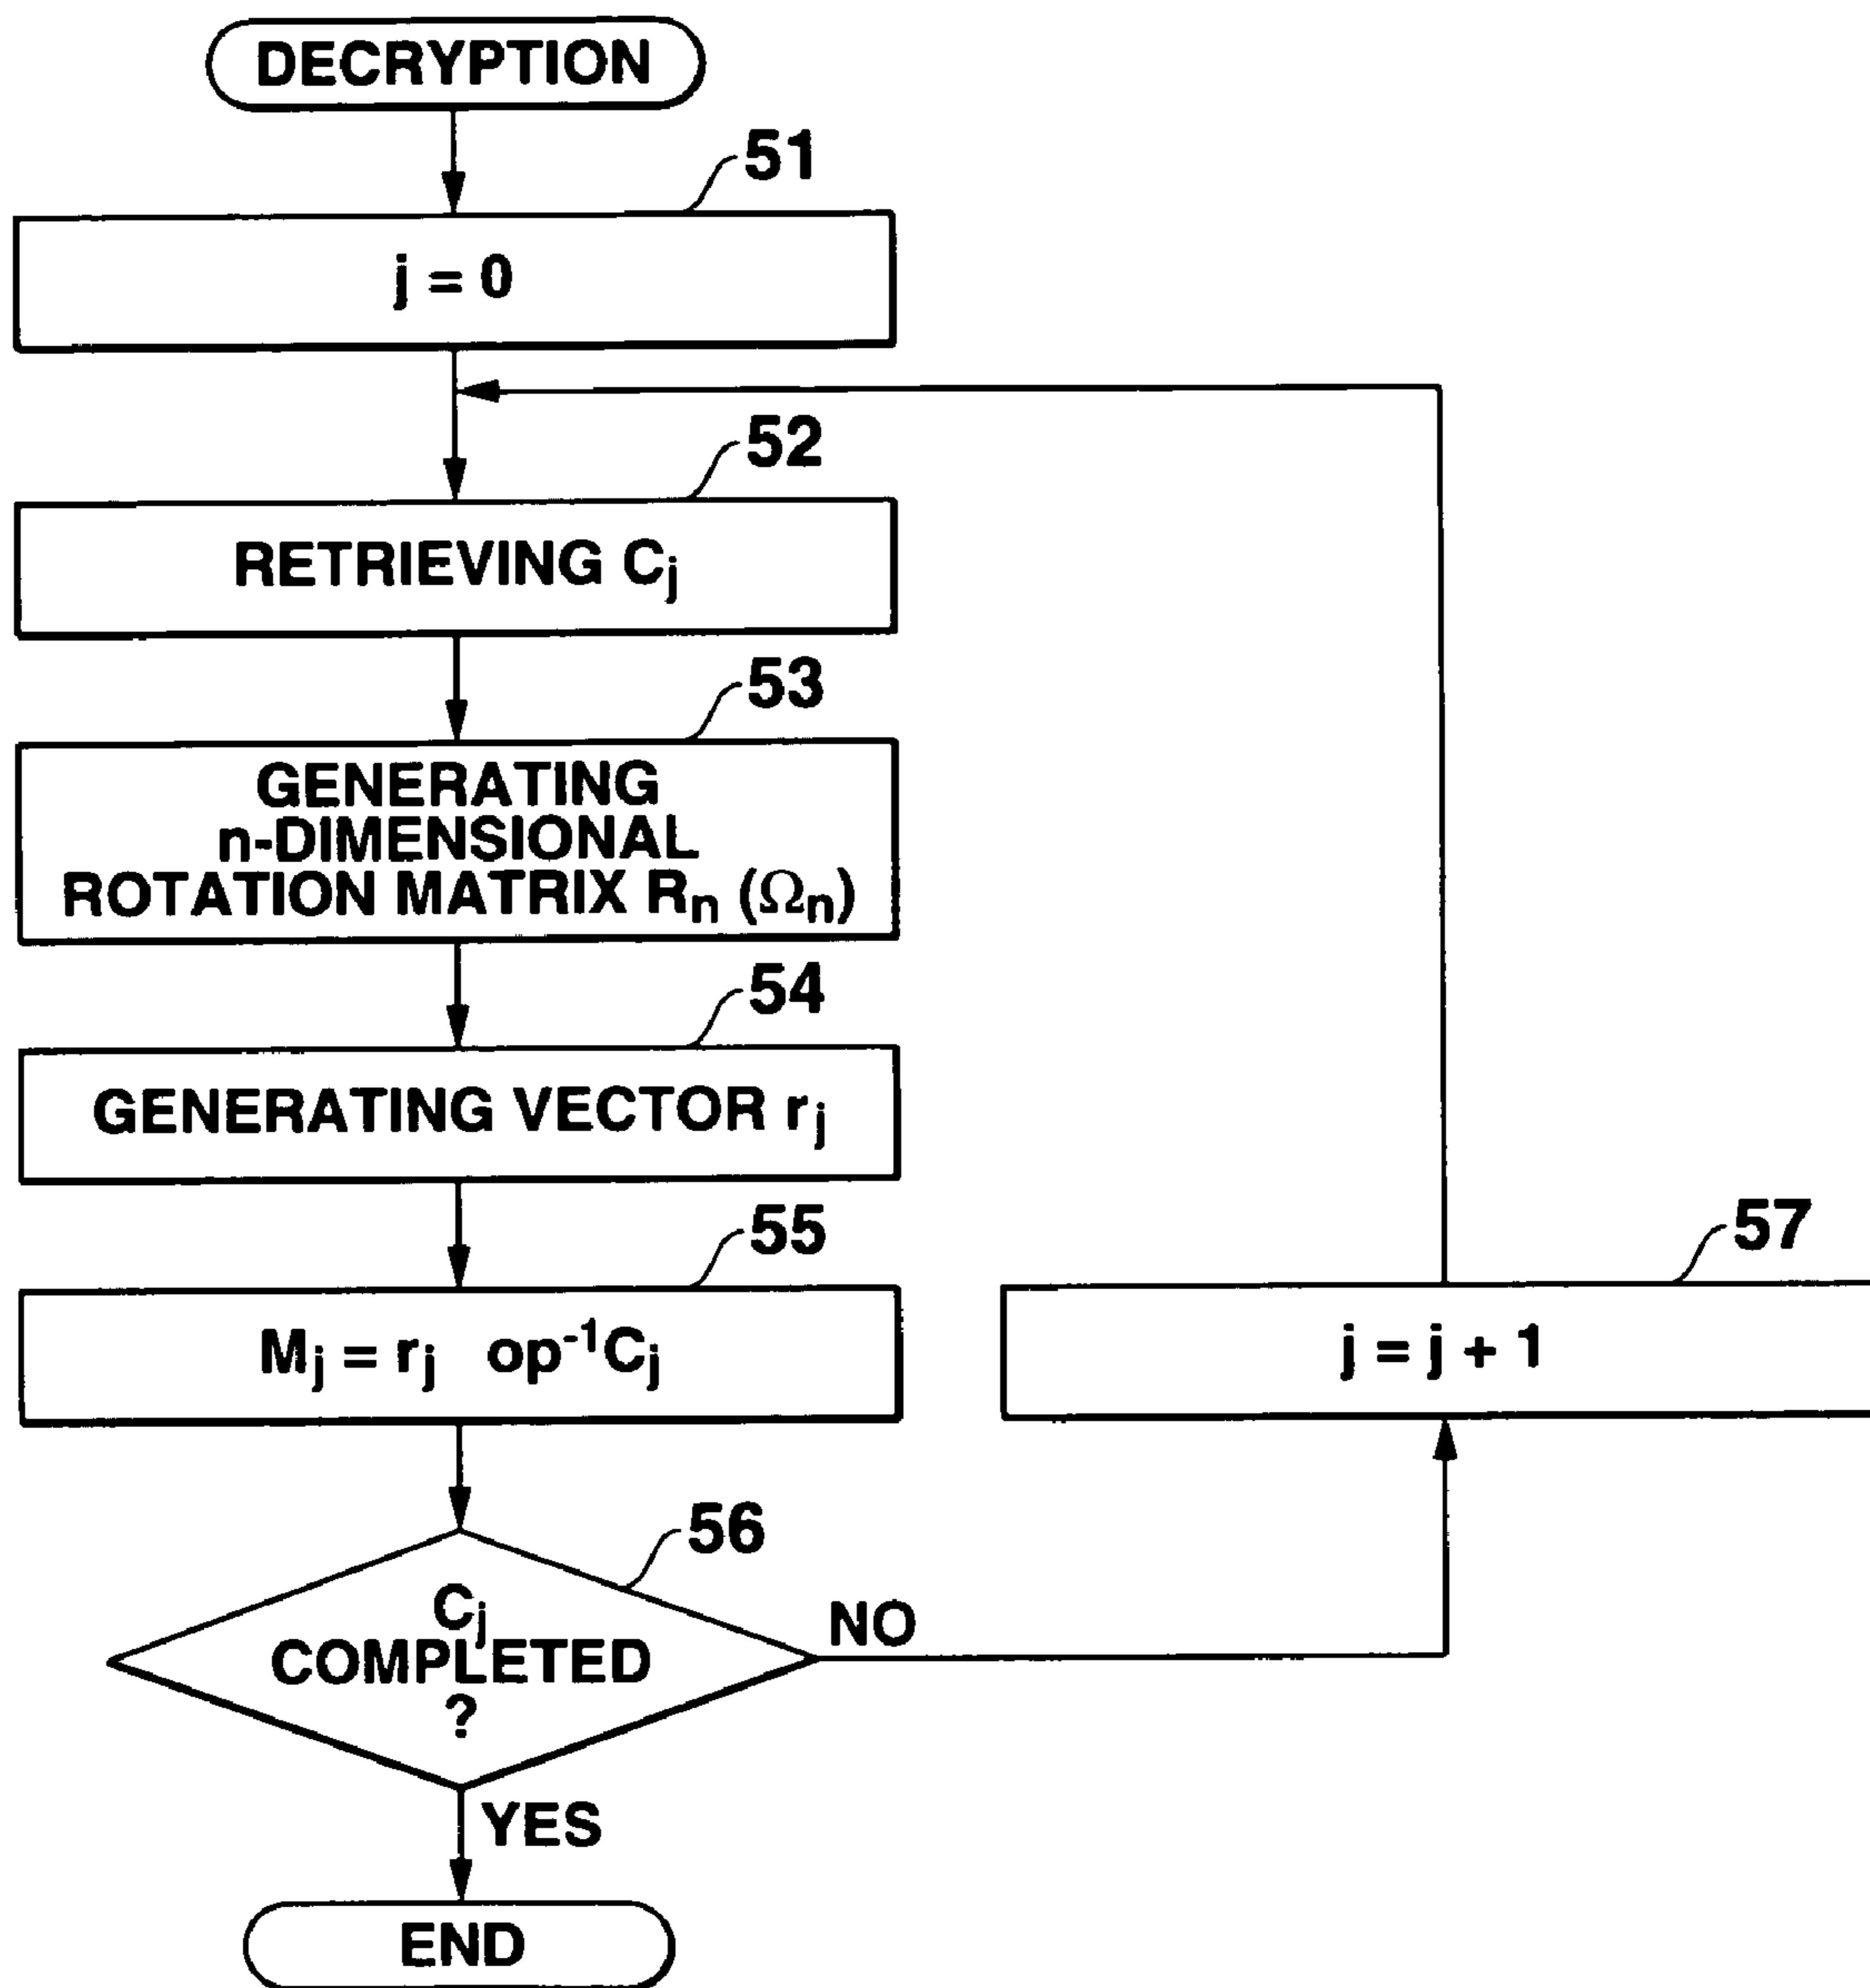 DECRYPTION
51
j = 0
52
RETRIEVING Cj
53
GENERATING
n-DIMENSIONAL
ROTATION MATRIX Rn (Ωn)
54
GENERATING VECTOR rj
55
Mj = rj op⁻¹Cj
57
j = j + 1
56
Cj
COMPLETED
?
NO
YES
END